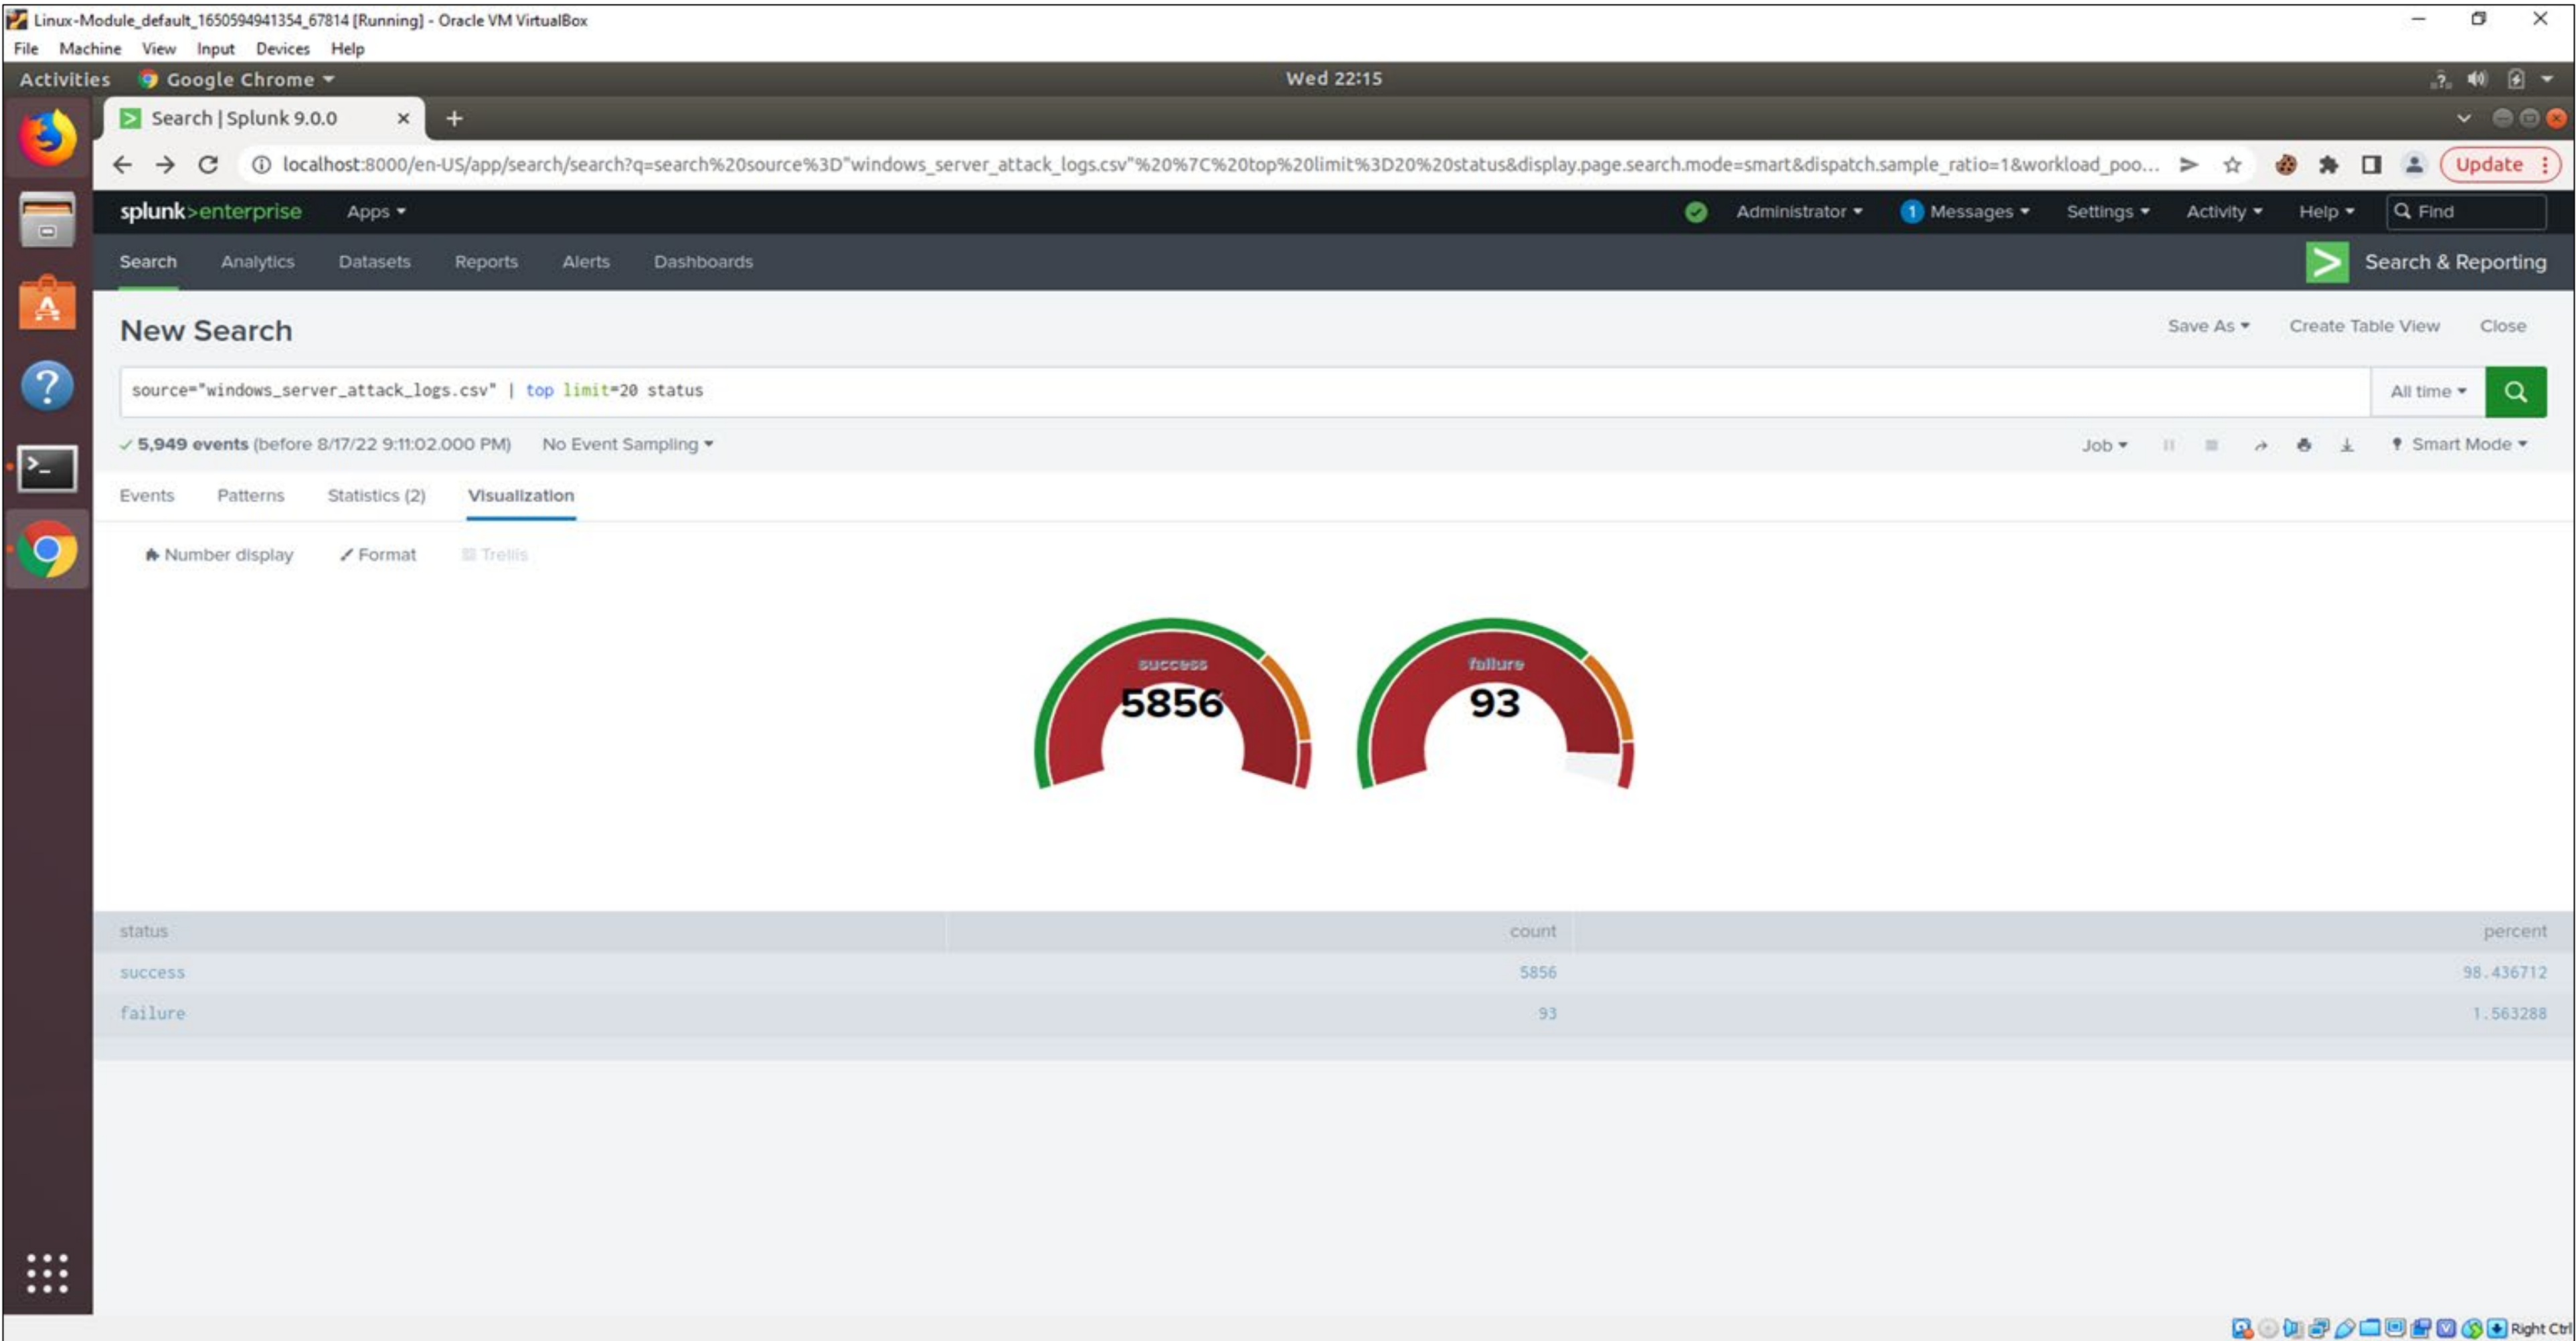 Linux-Module_default_1650594941354_67814 [Running] - Oracle VM VirtualBox
File Machine View Input Devices Help
Activities Google Chrome Wed 22:15
Search | Splunk 9.0.0
localhost:8000/en-US/app/search/search?q=search%20source%3D"windows_server_attack_logs.csv"%20%7C%20top%20limit%3D20%20status&display.page.search.mode=smart&dispatch.sample_ratio=1&workload_poo... Update
splunk>enterprise Apps Administrator 1 Messages Settings Activity Help Find
Search Analytics Datasets Reports Alerts Dashboards Search & Reporting
New Search Save As Create Table View Close
source="windows_server_attack_logs.csv" | top limit=20 status All time
5,949 events (before 8/17/22 9:11:02.000 PM) No Event Sampling Job Smart Mode
Events Patterns Statistics (2) Visualization
Number display Format Trellis
success failure
5856 93
status count percent
success 5856 98.436712
failure 93 1.563288
Right Ctrl